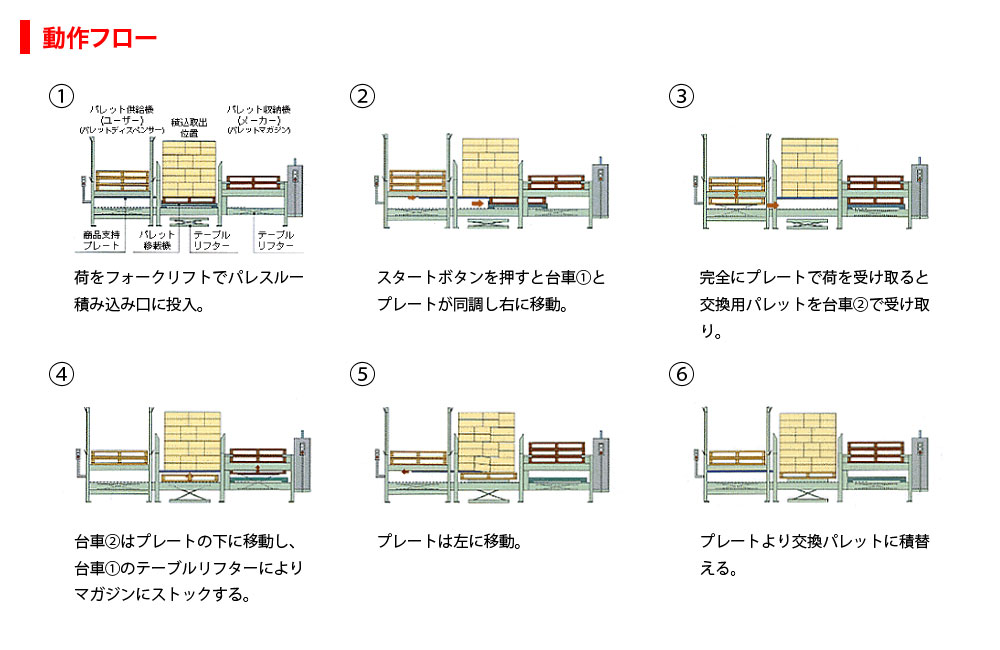 動作フロー
①
パレット供給機
(ユーザー)
(パレットディスペンサー)
積込取出
位置
パレット収納機
(メーカー)
(パレットマガジン)
商品支持
プレート
パレット
移載機
テーブル
リフター
テーブル
リフター
荷をフォークリフトでパレスルー
積み込み口に投入。
②
スタートボタンを押すと台車①と
プレートが同調し右に移動。
③
完全にプレートで荷を受け取ると
交換用パレットを台車②で受け取
り。
④
台車②はプレートの下に移動し、
台車①のテーブルリフターにより
マガジンにストックする。
⑤
プレートは左に移動。
⑥
プレートより交換パレットに積替
える。